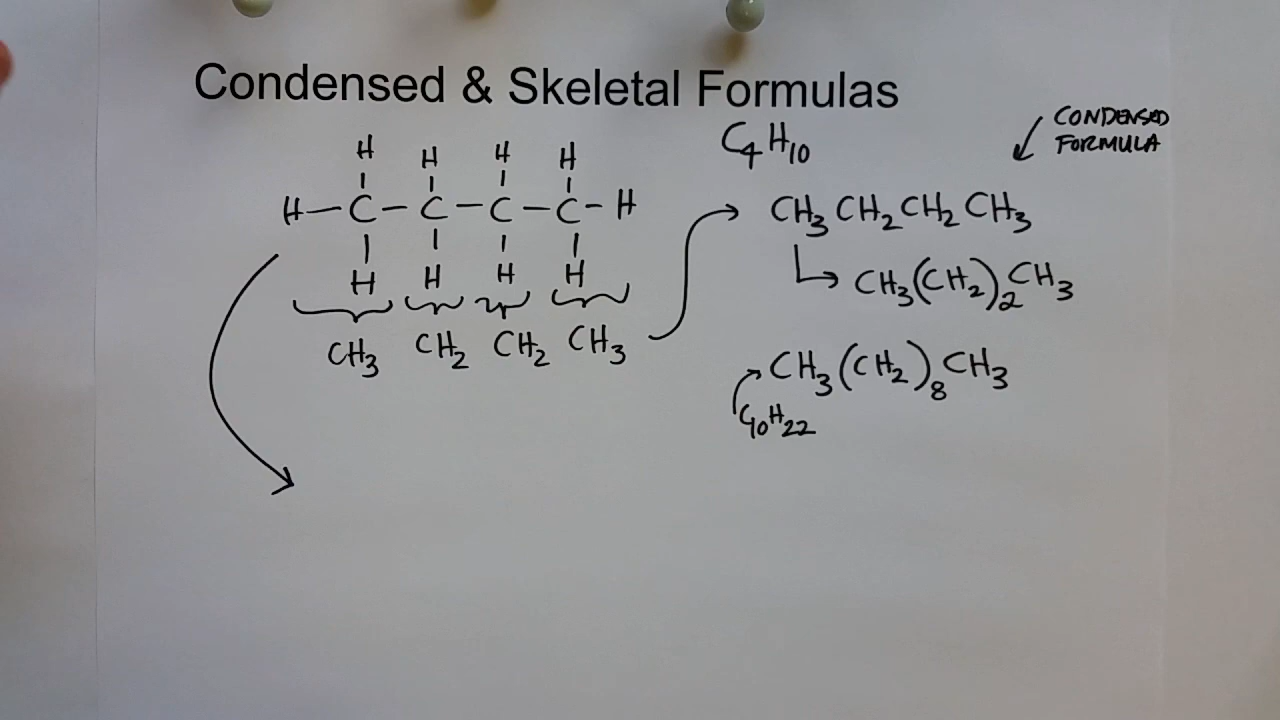 Condensed & Skeletal Formulas
H H H H
H–C–C–C–C–H
H H H H
CH₃ CH₂ CH₂ CH₃
C₄H₁₀
CONDENSED
FORMULA
CH₃CH₂CH₂CH₃
CH₃(CH₂)₂CH₃
CH₃(CH₂)₈CH₃
C₁₀H₂₂